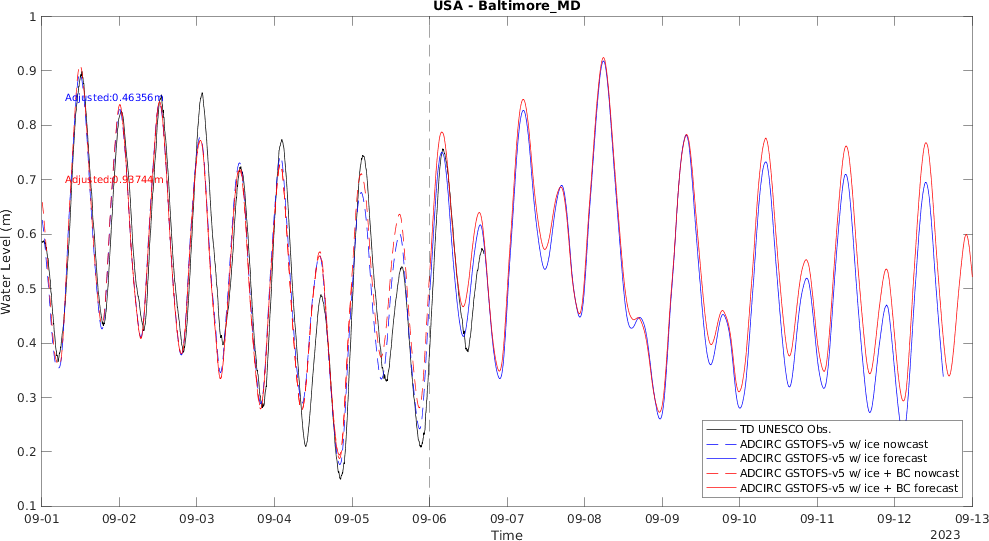 USA - Baltimore_MD
1
0.9
0.8
0.7
0.6
0.5
0.4
0.3
0.2
0.1
Water Level (m)
Adjusted:0.46356m
Adjusted:0.93744m
TD UNESCO Obs.
ADCIRC GSTOFS-v5 w/ ice nowcast
ADCIRC GSTOFS-v5 w/ ice forecast
ADCIRC GSTOFS-v5 w/ ice + BC nowcast
ADCIRC GSTOFS-v5 w/ ice + BC forecast
09-01 09-02 09-03 09-04 09-05 09-06 09-07 09-08 09-09 09-10 09-11 09-12 09-13
Time
2023